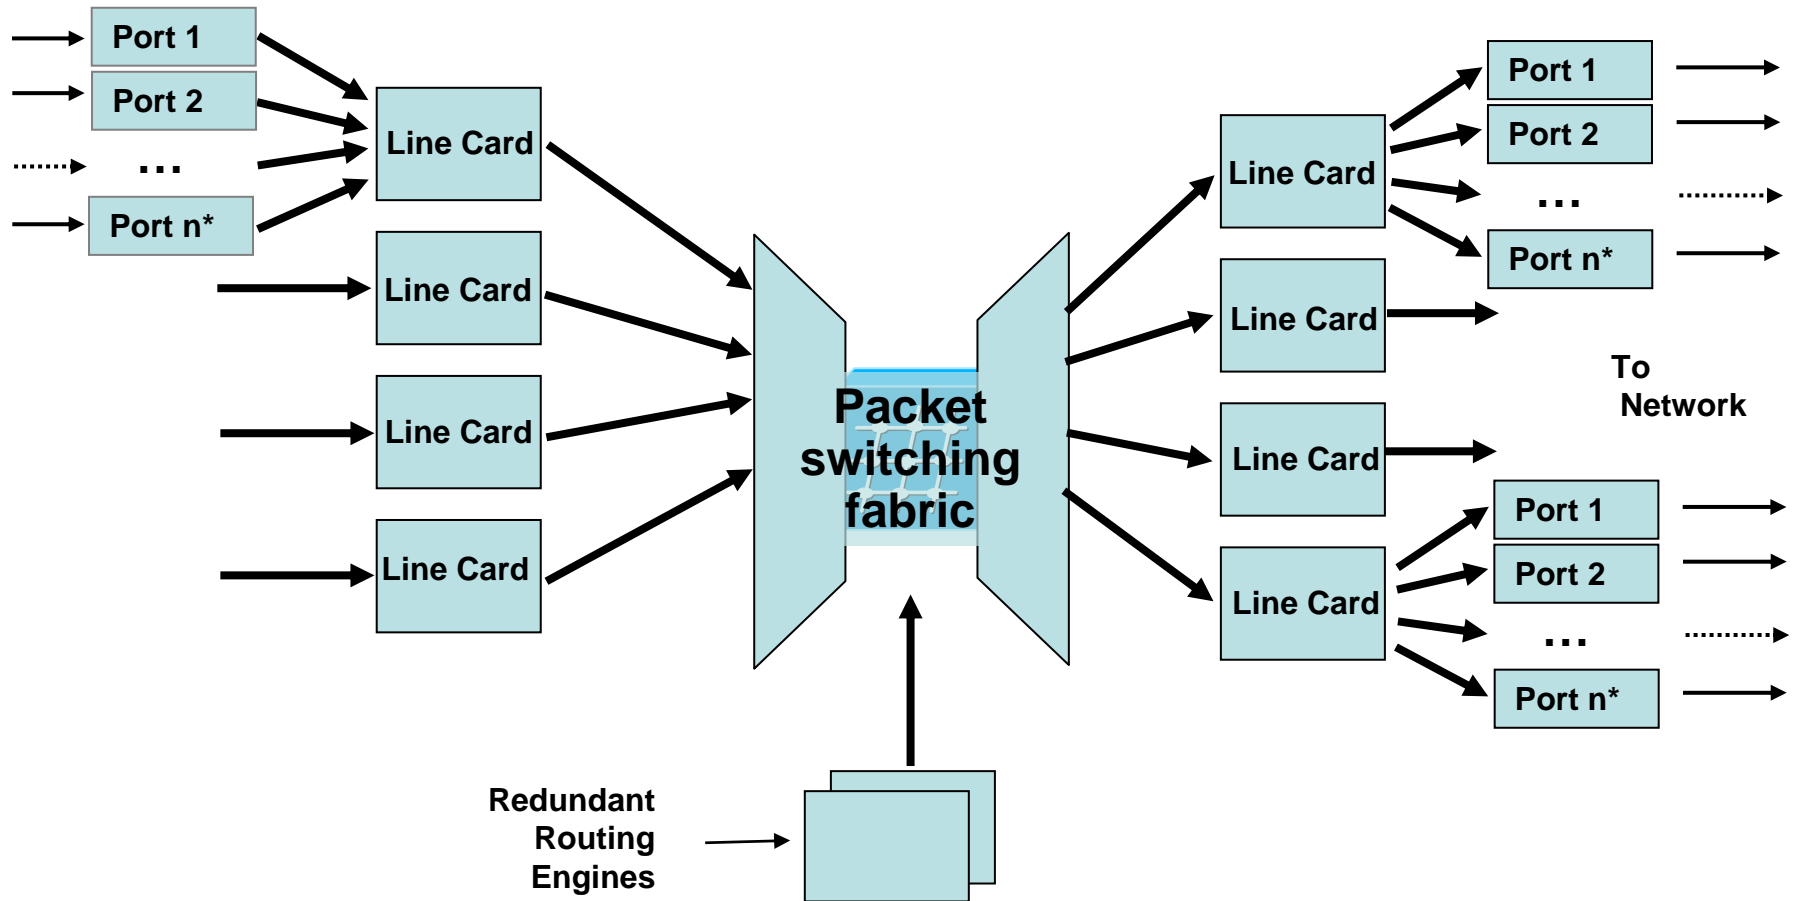 Port 1
Port 2
...
Port n*
Line Card
Line Card
Line Card
Line Card
Packet
switching
fabric
Line Card
Line Card
Line Card
Line Card
Port 1
Port 2
...
Port n*
To
Network
Port 1
Port 2
...
Port n*
Redundant
Routing
Engines